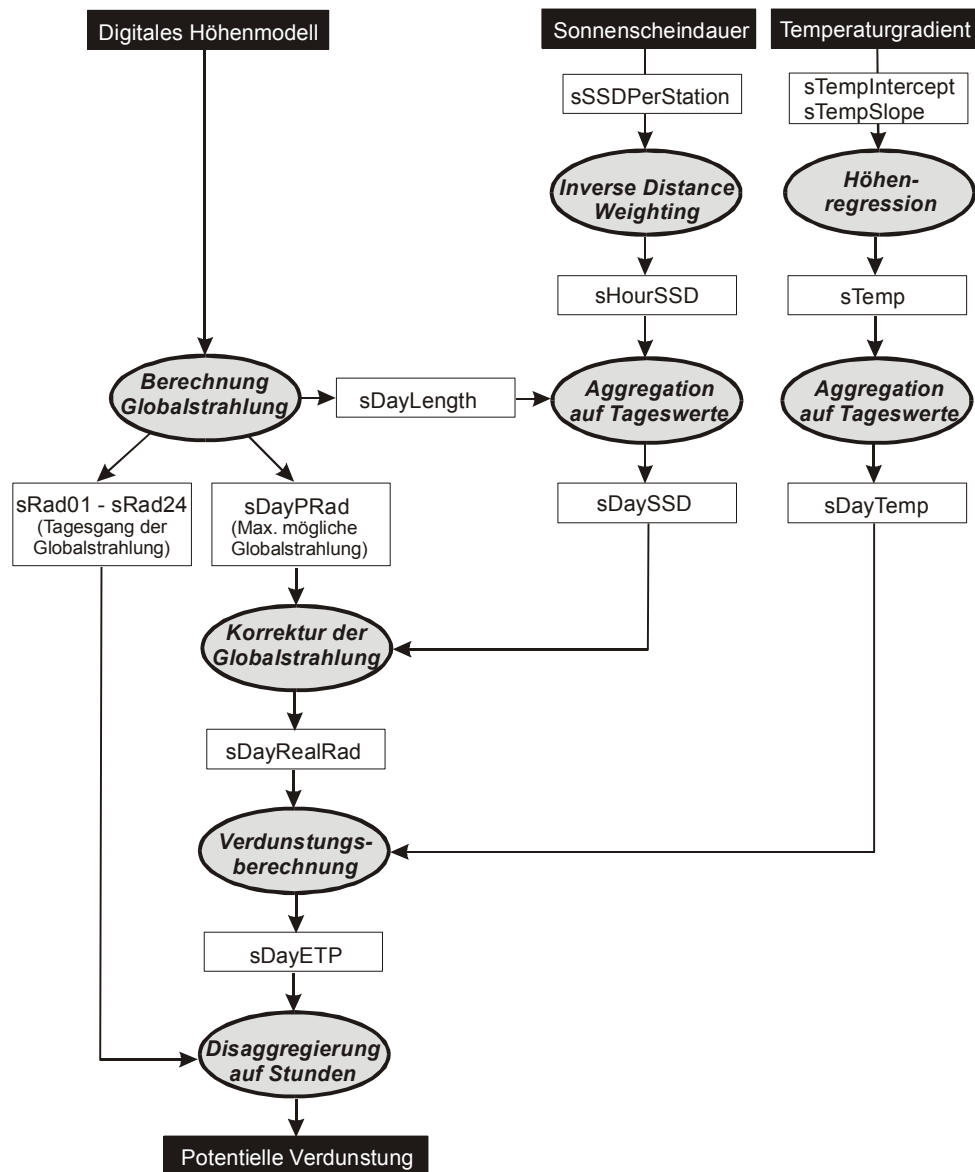 Digitales Höhenmodell
Sonnenscheindauer
Temperaturgradient
sSSDPerStation
sTempIntercept
sTempSlope
Inverse Distance
Weighting
Höhen-
regression
sHourSSD
sTemp
Berechnung
Globalstrahlung
sDayLength
Aggregation
auf Tageswerte
Aggregation
auf Tageswerte
sRad01 - sRad24
(Tagesgang der
Globalstrahlung)
sDayPRad
(Max. mögliche
Globalstrahlung)
sDaySSD
sDayTemp
Korrektur der
Globalstrahlung
sDayRealRad
Verdunstungs-
berechnung
sDayETP
Disaggregierung
auf Stunden
Potentielle Verdunstung